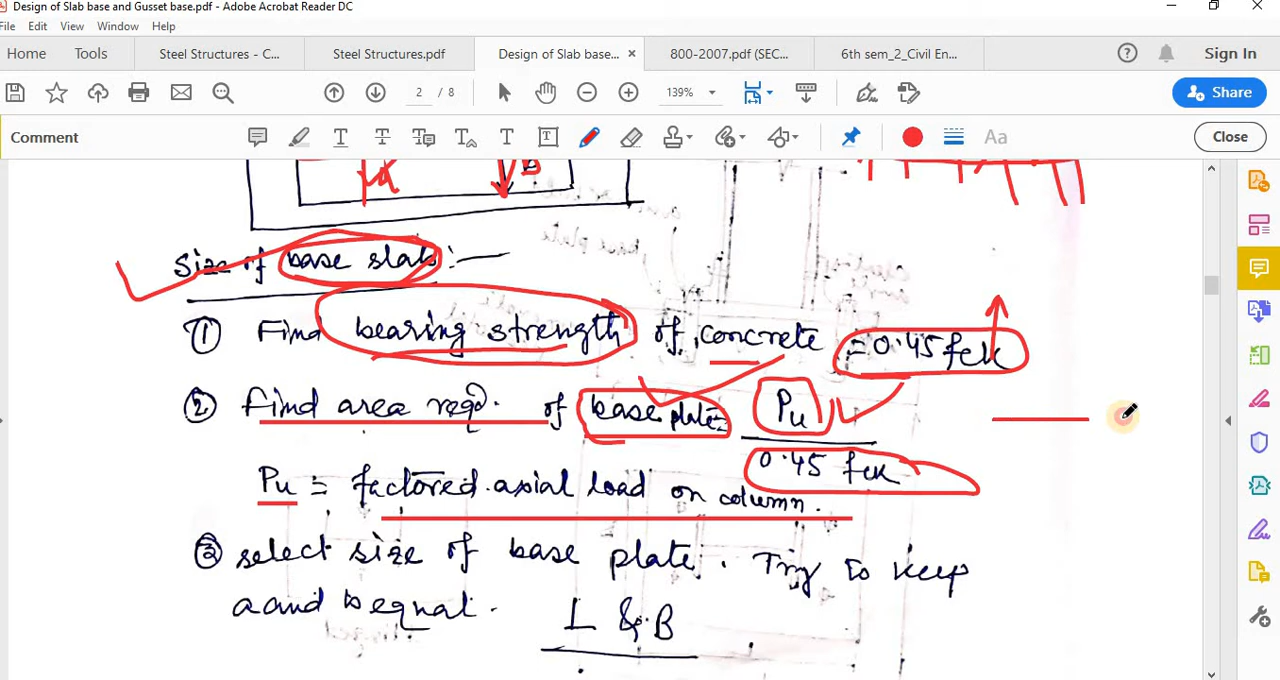 Design of Slab base and Gusset base.pdf - Adobe Acrobat Reader DC
File Edit View Window Help
Home Tools Steel Structures - C... Steel Structures.pdf Design of Slab base... × 800-2007.pdf (SEC... 6th sem_2_Civil En... Sign In
2 / 8 139% Share
Comment Aa Close
B
Size of base slab :-
① Find bearing strength of concrete = 0.45 fck
② Find area reqd. of base plate = Pu
0.45 fck
Pu = factored axial load on column.
③ select size of base plate. Try to keep
a and b equal.
L & B